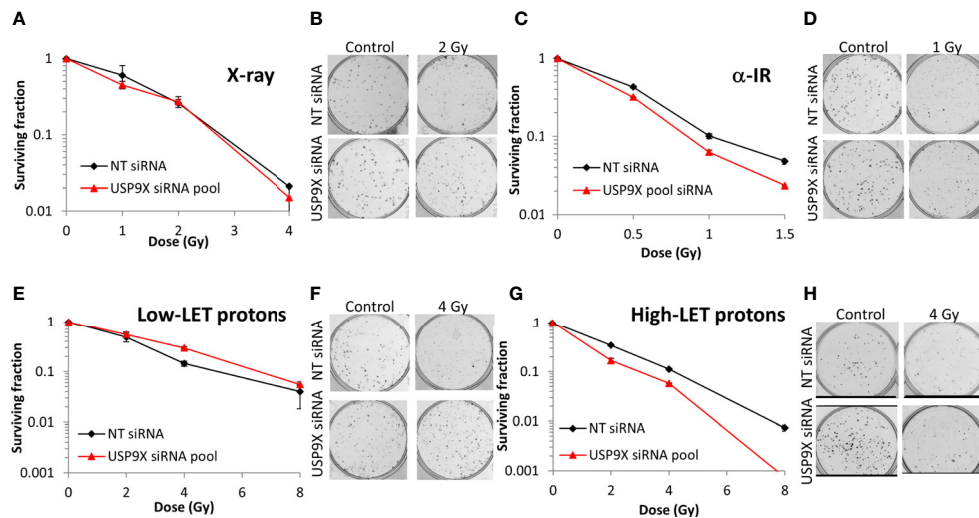 A
X-ray
Surviving fraction
1
0.1
0.01
NT siRNA
USP9X siRNA pool
0
1
2
3
4
Dose (Gy)
B
Control
2 Gy
NT siRNA
USP9X siRNA
C
α-IR
Surviving fraction
1
0.1
0.01
NT siRNA
USP9X pool siRNA
0
0.5
1
1.5
Dose (Gy)
D
Control
1 Gy
NT siRNA
USP9X siRNA
E
Low-LET protons
Surviving fraction
1
0.1
0.01
0.001
NT siRNA
USP9X siRNA pool
0
2
4
6
8
Dose (Gy)
F
Control
4 Gy
NT siRNA
USP9X siRNA
G
High-LET protons
Surviving fraction
1
0.1
0.01
0.001
NT siRNA
USP9X siRNA pool
0
2
4
6
8
Dose (Gy)
H
Control
4 Gy
NT siRNA
USP9X siRNA